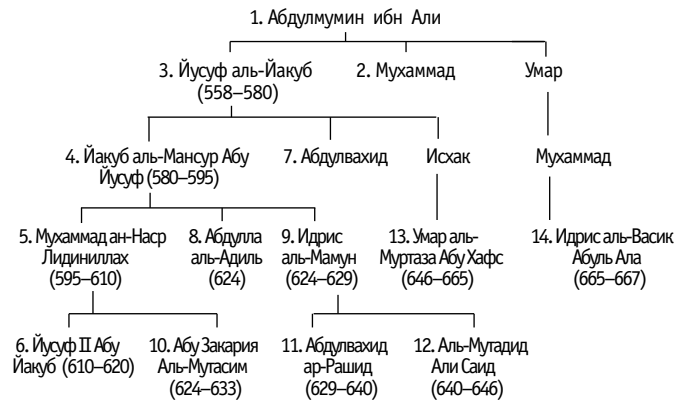 1. Абдулмумин ибн Али
3. Йусуф аль-Йакуб
(558–580)
2. Мухаммад
Умар
4. Йакуб аль-Мансур Абу
Йусуф (580–595)
7. Абдулвахид
Исхак
Мухаммад
5. Мухаммад ан-Наср
Лидиниллах
(595–610)
8. Абдулла
аль-Адиль
(624)
9. Идрис
аль-Мамун
(624–629)
13. Умар аль-
Муртаза Абу Хафс
(646–665)
14. Идрис аль-Васик
Абуль Ала
(665–667)
6. Йусуф II Абу
Йакуб (610–620)
10. Абу Закария
Аль-Мутасим
(624–633)
11. Абдулвахид
ар-Рашид
(629–640)
12. Аль-Мутадид
Али Саид
(640–646)